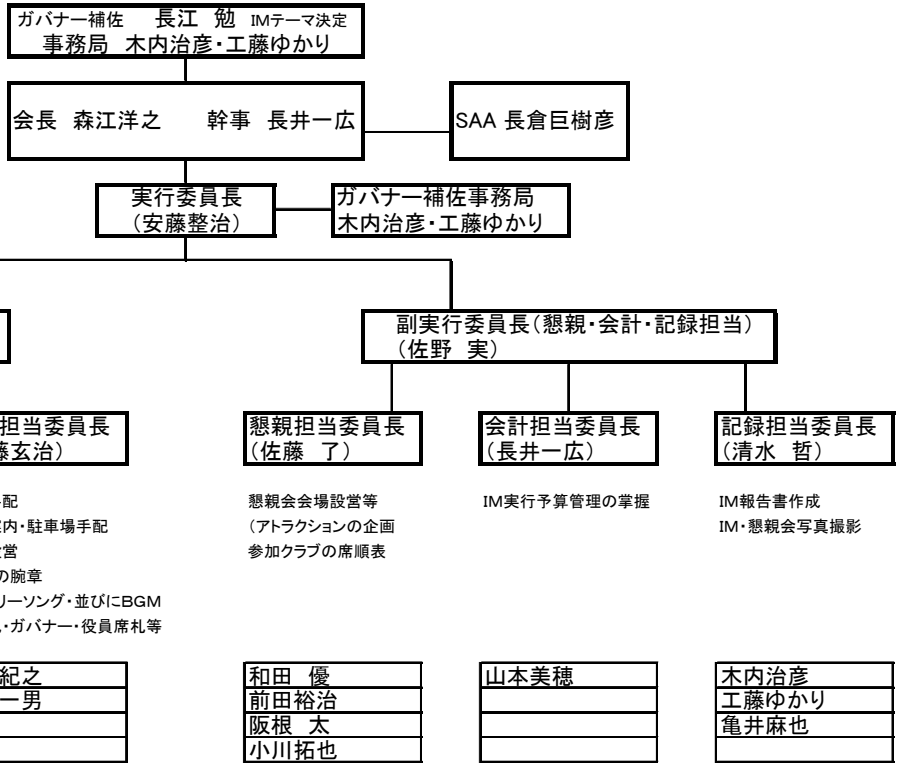 ガバナー補佐　長江　勉 IMテーマ決定
事務局　木内治彦・工藤ゆかり
会長　森江洋之　　幹事　長井一広
SAA 長倉巨樹彦
実行委員長
（安藤整治）
ガバナー補佐事務局
木内治彦・工藤ゆかり
副実行委員長（懇親・会計・記録担当）
（佐野　実）
担当委員長
藤玄治）
配
内・駐車場手配
営
の腕章
リーソング・並びにBGM
・ガバナー・役員席札等
紀之
一男
懇親担当委員長
（佐藤　了）
懇親会会場設営等
（アトラクションの企画
参加クラブの席順表
和田　優
前田裕治
阪根　太
小川拓也
会計担当委員長
（長井一広）
IM実行予算管理の掌握
山本美穂
記録担当委員長
（清水　哲）
IM報告書作成
IM・懇親会写真撮影
木内治彦
工藤ゆかり
亀井麻也